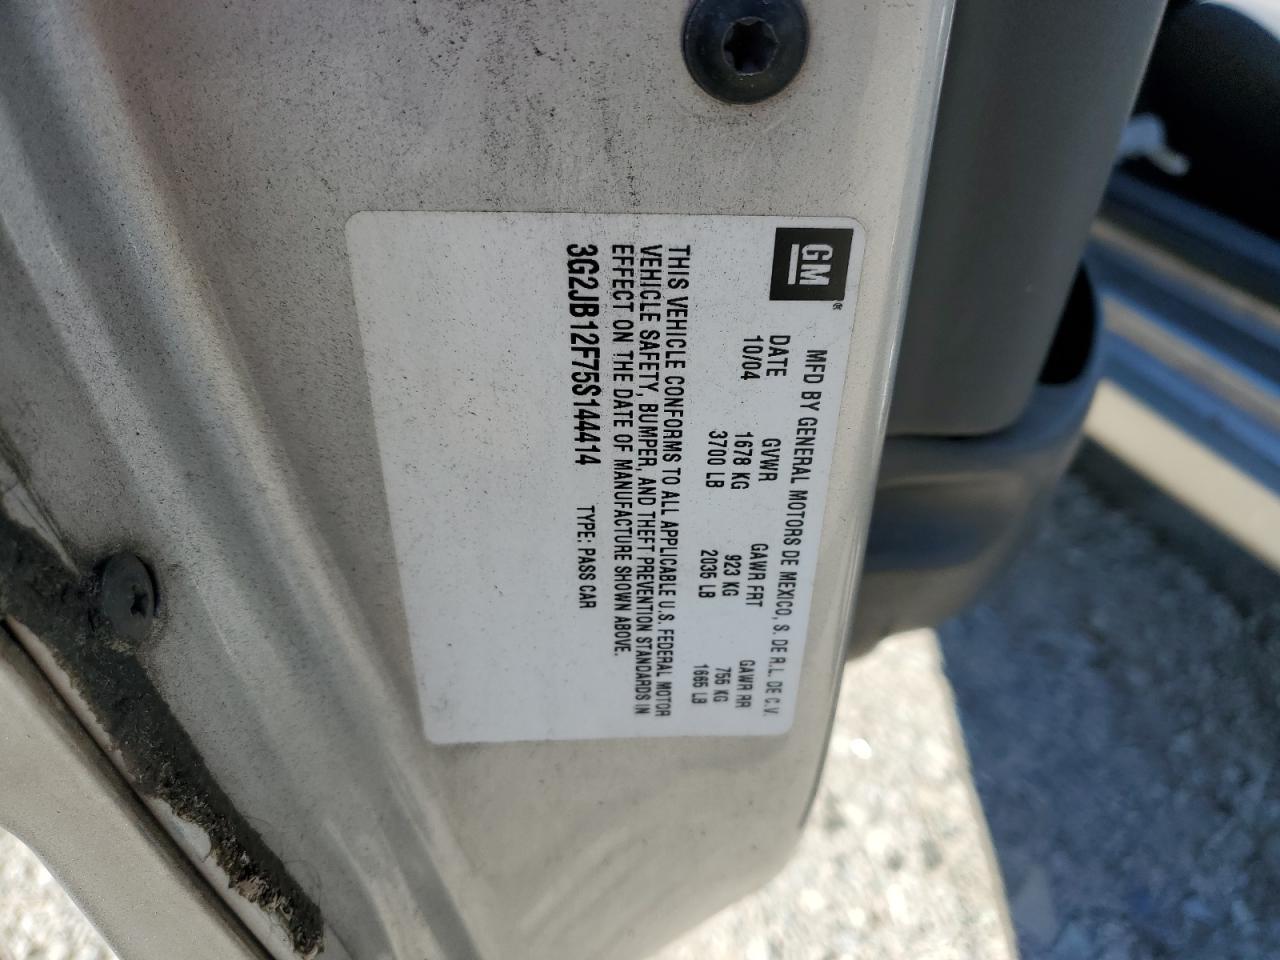 GM
MFD BY GENERAL MOTORS DE MEXICO, S. DE R.L. DE C.V.
DATE GVWR GAWR FRT GAWR RR
10/04 1678 KG 923 KG 755 KG
3700 LB 2035 LB 1665 LB
THIS VEHICLE CONFORMS TO ALL APPLICABLE U.S. FEDERAL MOTOR
VEHICLE SAFETY, BUMPER, AND THEFT PREVENTION STANDARDS IN
EFFECT ON THE DATE OF MANUFACTURE SHOWN ABOVE.
3G2JB12F75S144414 TYPE: PASS CAR